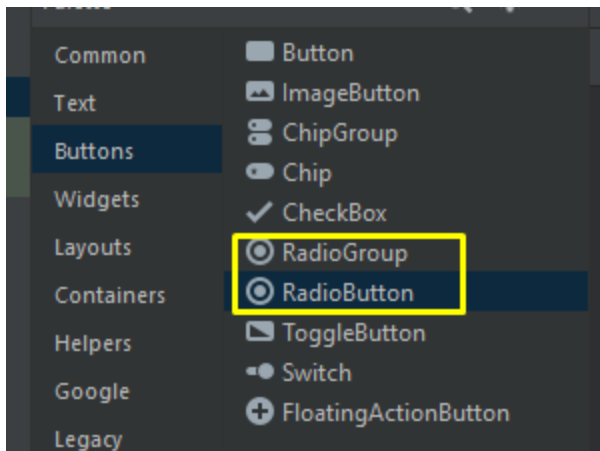 Palette
Common
Text
Buttons
Widgets
Layouts
Containers
Helpers
Google
Legacy
Button
ImageButton
ChipGroup
Chip
CheckBox
RadioGroup
RadioButton
ToggleButton
Switch
FloatingActionButton